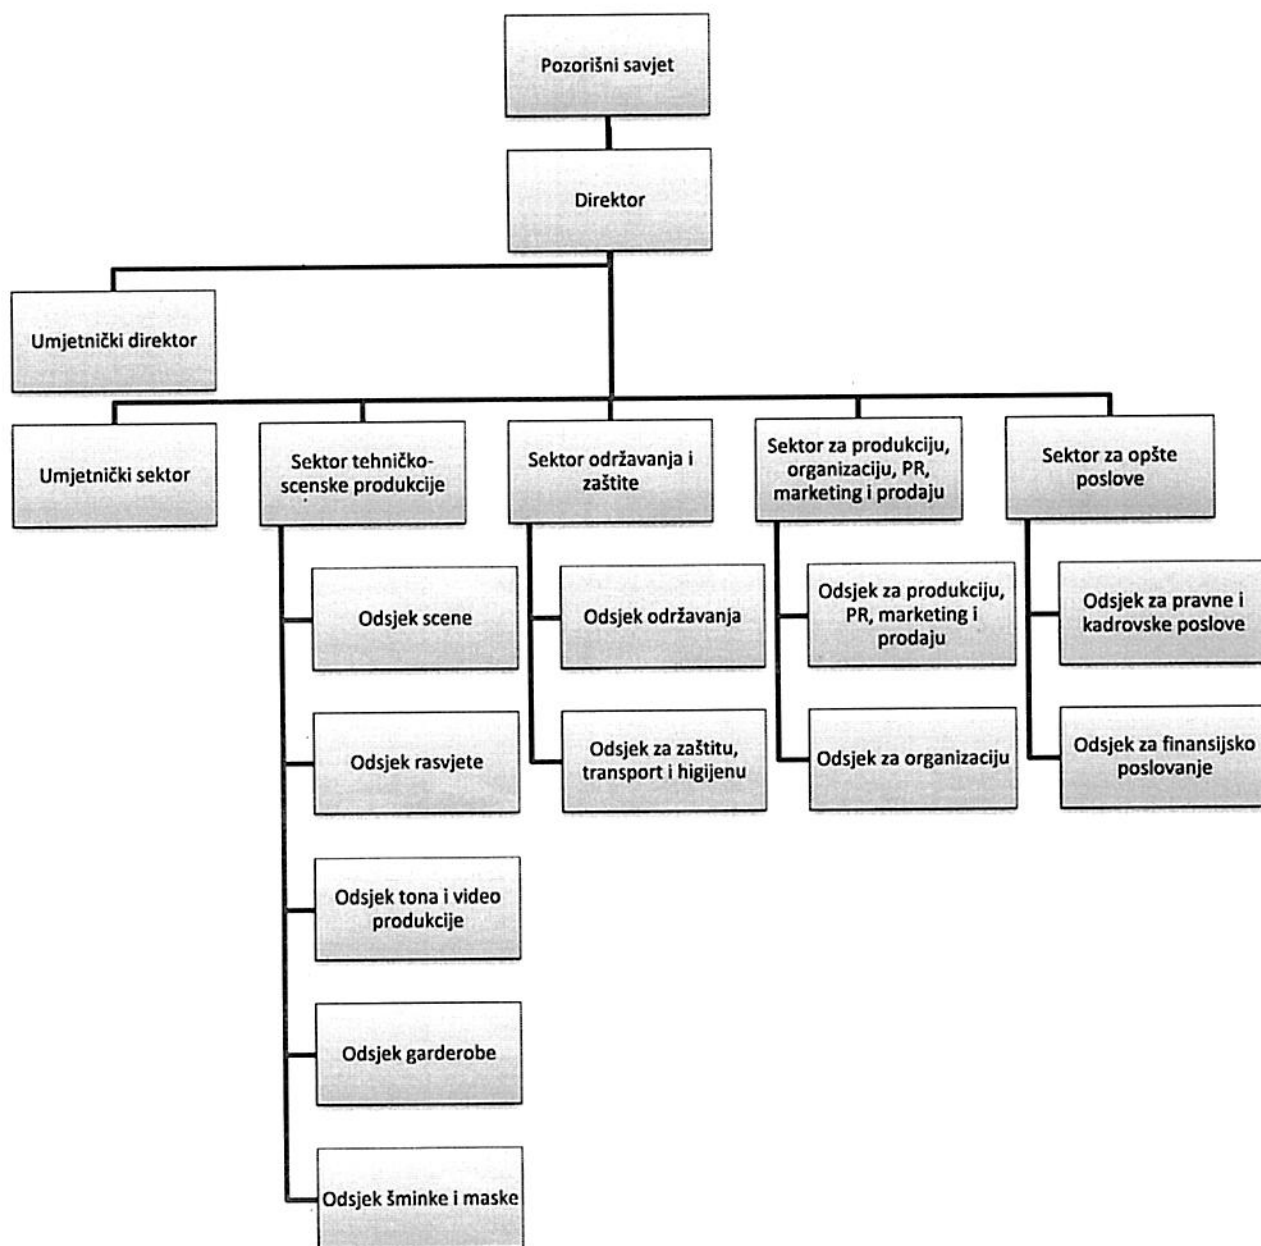 Pozorišni savjet
Direktor
Umjetnički direktor
Umjetnički sektor
Sektor tehničko-
scenske produkcije
Sektor održavanja i
zaštite
Sektor za produkciju,
organizaciju, PR,
marketing i prodaju
Sektor za opšte
poslove
Odsjek scene
Odsjek održavanja
Odsjek za produkciju,
PR, marketing i
prodaju
Odsjek za pravne i
kadrovske poslove
Odsjek rasvjete
Odsjek za zaštitu,
transport i higijenu
Odsjek za organizaciju
Odsjek za finansijsko
poslovanje
Odsjek tona i video
produkcije
Odsjek garderobe
Odsjek šminke i maske